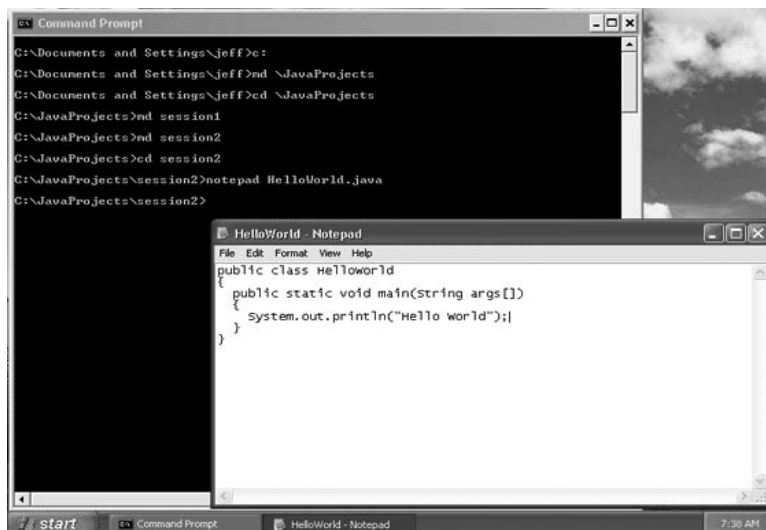 Command Prompt
C:\Documents and Settings\jeff>c:
C:\Documents and Settings\jeff>md \JavaProjects
C:\Documents and Settings\jeff>cd \JavaProjects
C:\JavaProjects>md session1
C:\JavaProjects>md session2
C:\JavaProjects>cd session2
C:\JavaProjects\session2>notepad HelloWorld.java
C:\JavaProjects\session2>
HelloWorld - Notepad
File Edit Format View Help
public class HelloWorld
{
  public static void main(String args[])
  {
    System.out.println("Hello World");
  }
}
start Command Prompt HelloWorld - Notepad 7:38 AM